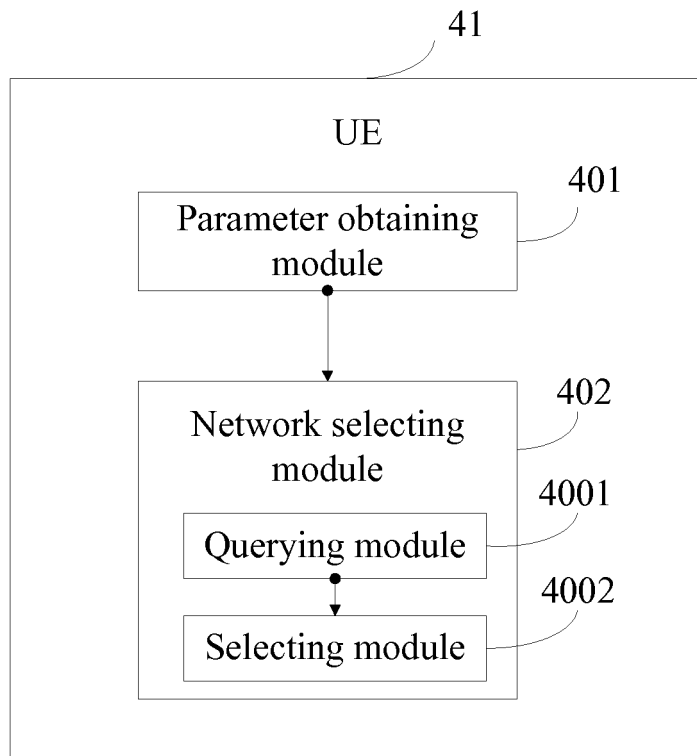 41
UE
401
Parameter obtaining
module
402
Network selecting
module
4001
Querying module
4002
Selecting module